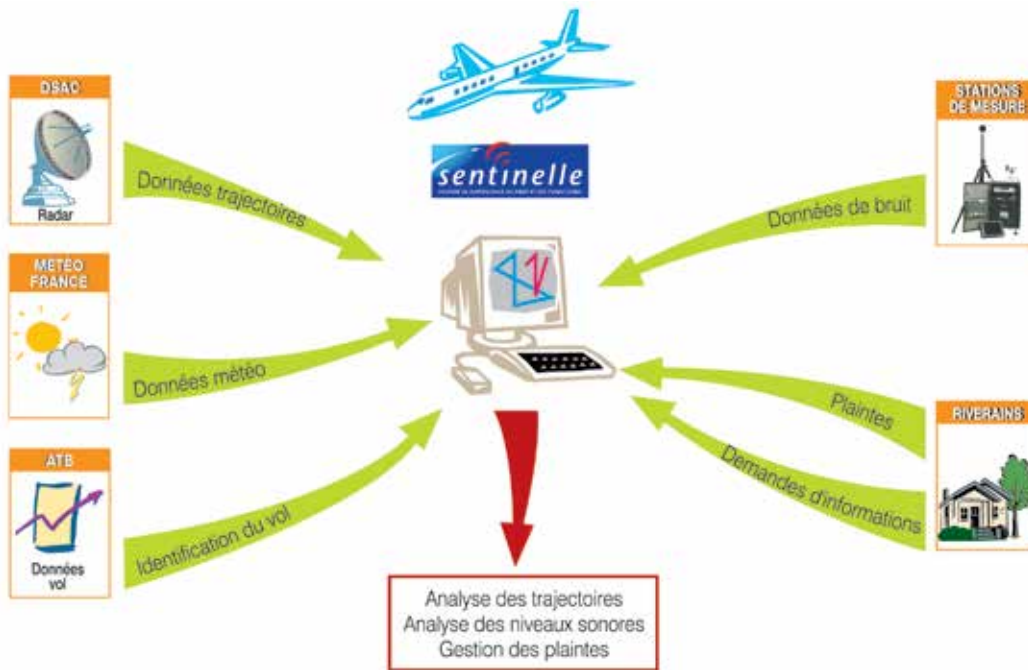 DSAC
Radar
Données trajectoires
sentinelle
STATIONS
DE MESURE
Données de bruit
MÉTÉO
FRANCE
Données mètèo
Plaintes
RIVERAINS
Demandes d'informations
ATB
Données
vol
Identification du vol
Analyse des trajectoires
Analyse des niveaux sonores
Gestion des plaintes